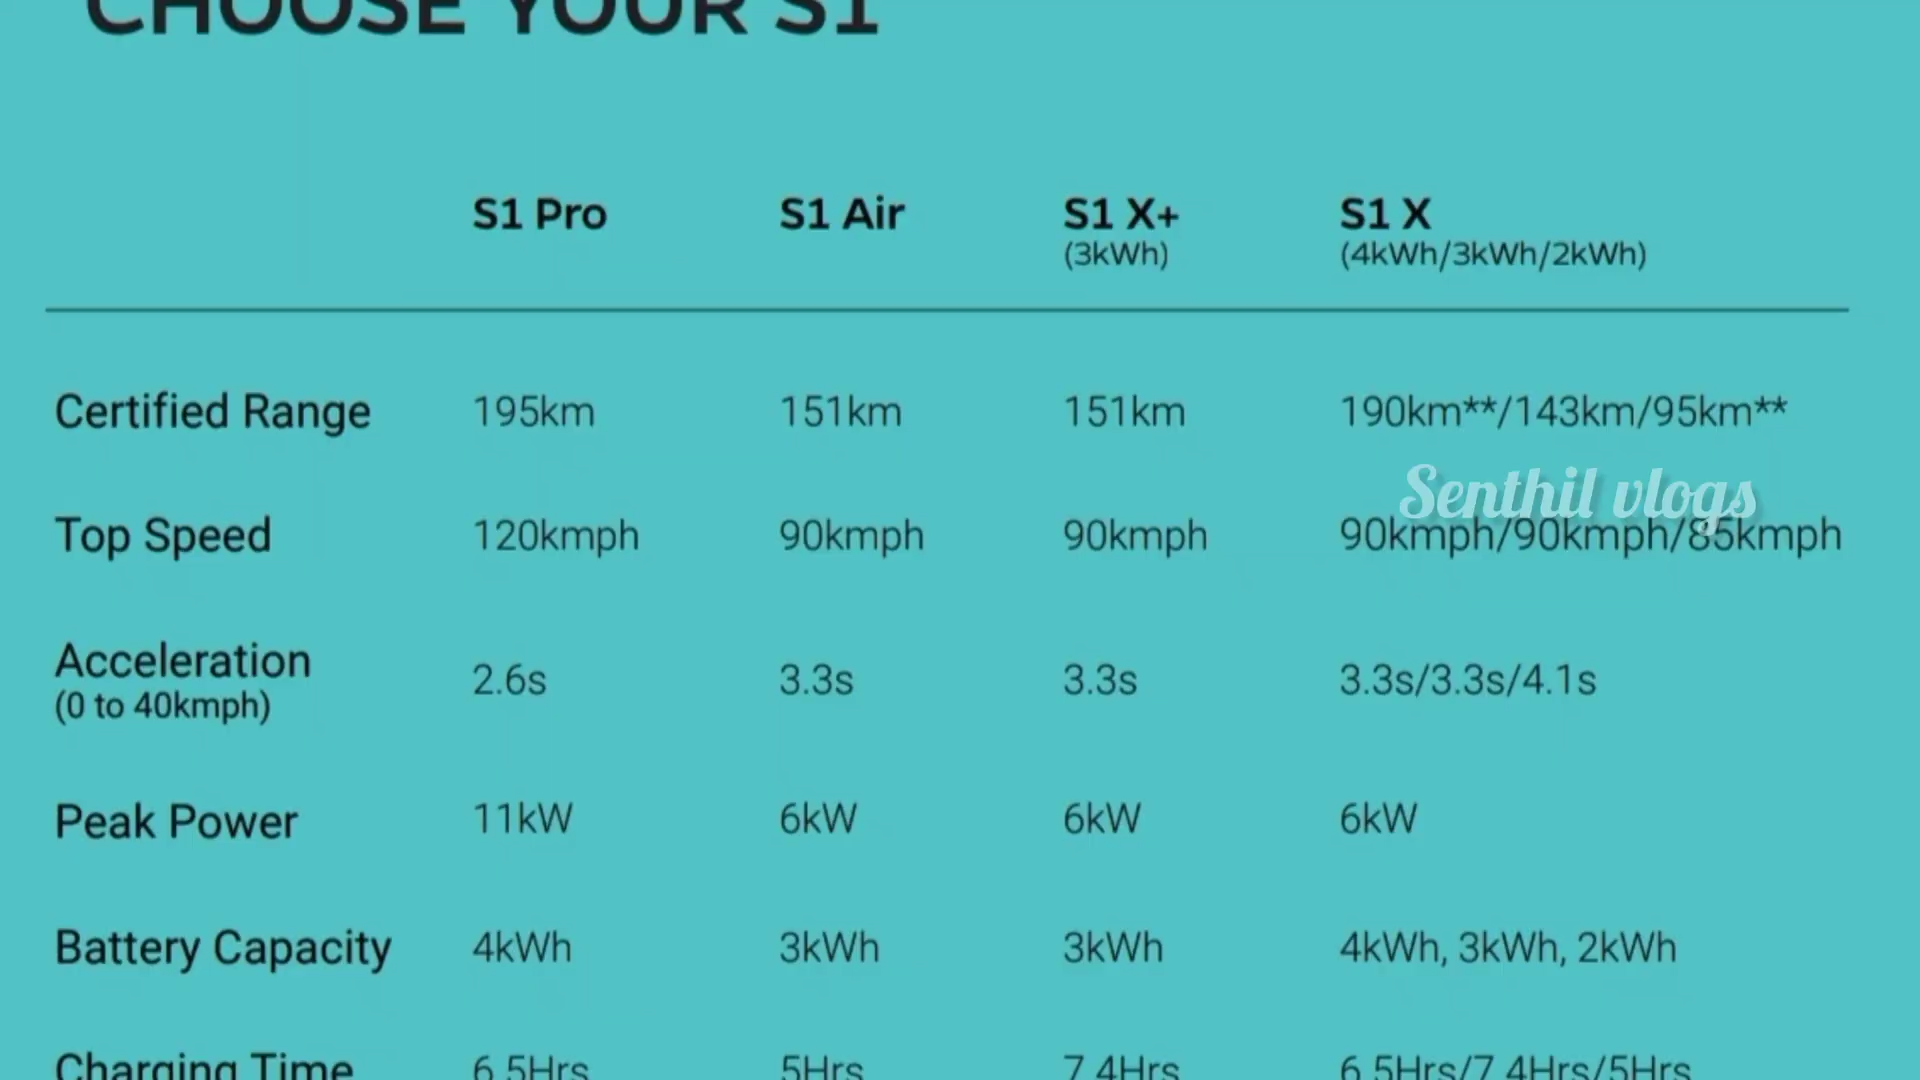 CHOOSE YOUR S1
S1 Pro S1 Air S1 X+ S1 X
(3kWh) (4kWh/3kWh/2kWh)
Certified Range 195km 151km 151km 190km**/143km/95km**
Senthil vlogs
Top Speed 120kmph 90kmph 90kmph 90kmph/90kmph/85kmph
Acceleration 2.6s 3.3s 3.3s 3.3s/3.3s/4.1s
(0 to 40kmph)
Peak Power 11kW 6kW 6kW 6kW
Battery Capacity 4kWh 3kWh 3kWh 4kWh, 3kWh, 2kWh
Charging Time 6.5Hrs 5Hrs 7.4Hrs 6.5Hrs/7.4Hrs/5Hrs